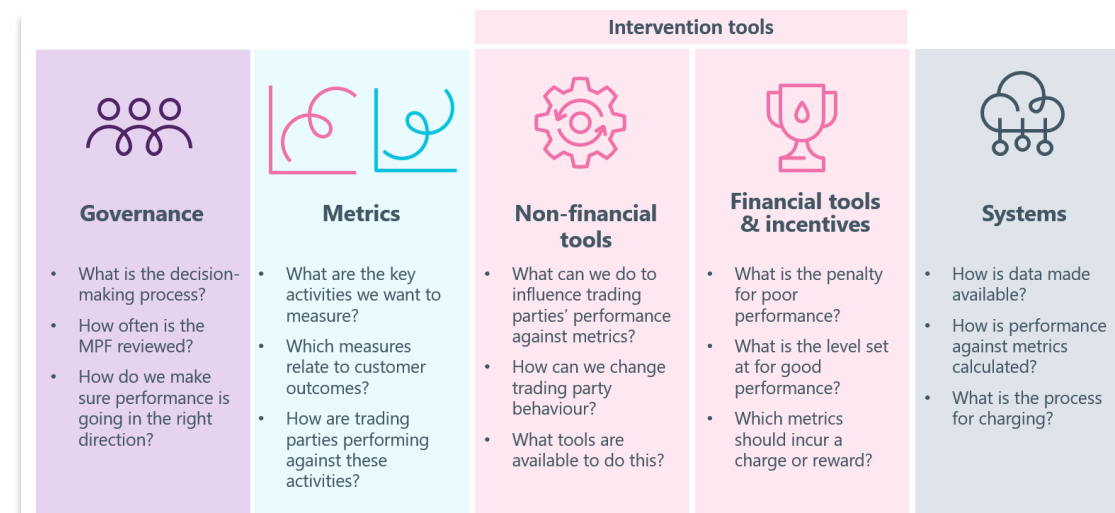 Intervention tools
Governance
• What is the decision-
making process?
• How often is the
MPF reviewed?
• How do we make
sure performance is
going in the right
direction?
Metrics
• What are the key
activities we want to
measure?
• Which measures
relate to customer
outcomes?
• How are trading
parties performing
against these
activities?
Non-financial
tools
• What can we do to
influence trading
parties’ performance
against metrics?
• How can we change
trading party
behaviour?
• What tools are
available to do this?
Financial tools
& incentives
• What is the penalty
for poor
performance?
• What is the level set
at for good
performance?
• Which metrics
should incur a
charge or reward?
Systems
• How is data made
available?
• How is performance
against metrics
calculated?
• What is the process
for charging?